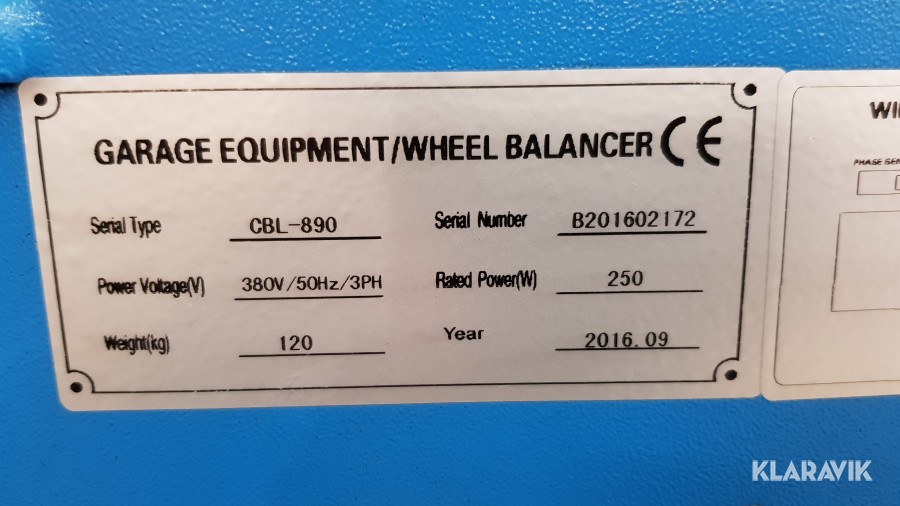 GARAGE EQUIPMENT/WHEEL BALANCER CE
Serial Type CBL-890 Serial Number B201602172
Power Voltage(V) 380V/50Hz/3PH Rated Power(W) 250
Weight(kg) 120 Year 2016.09
PHASE
KLARAVIK